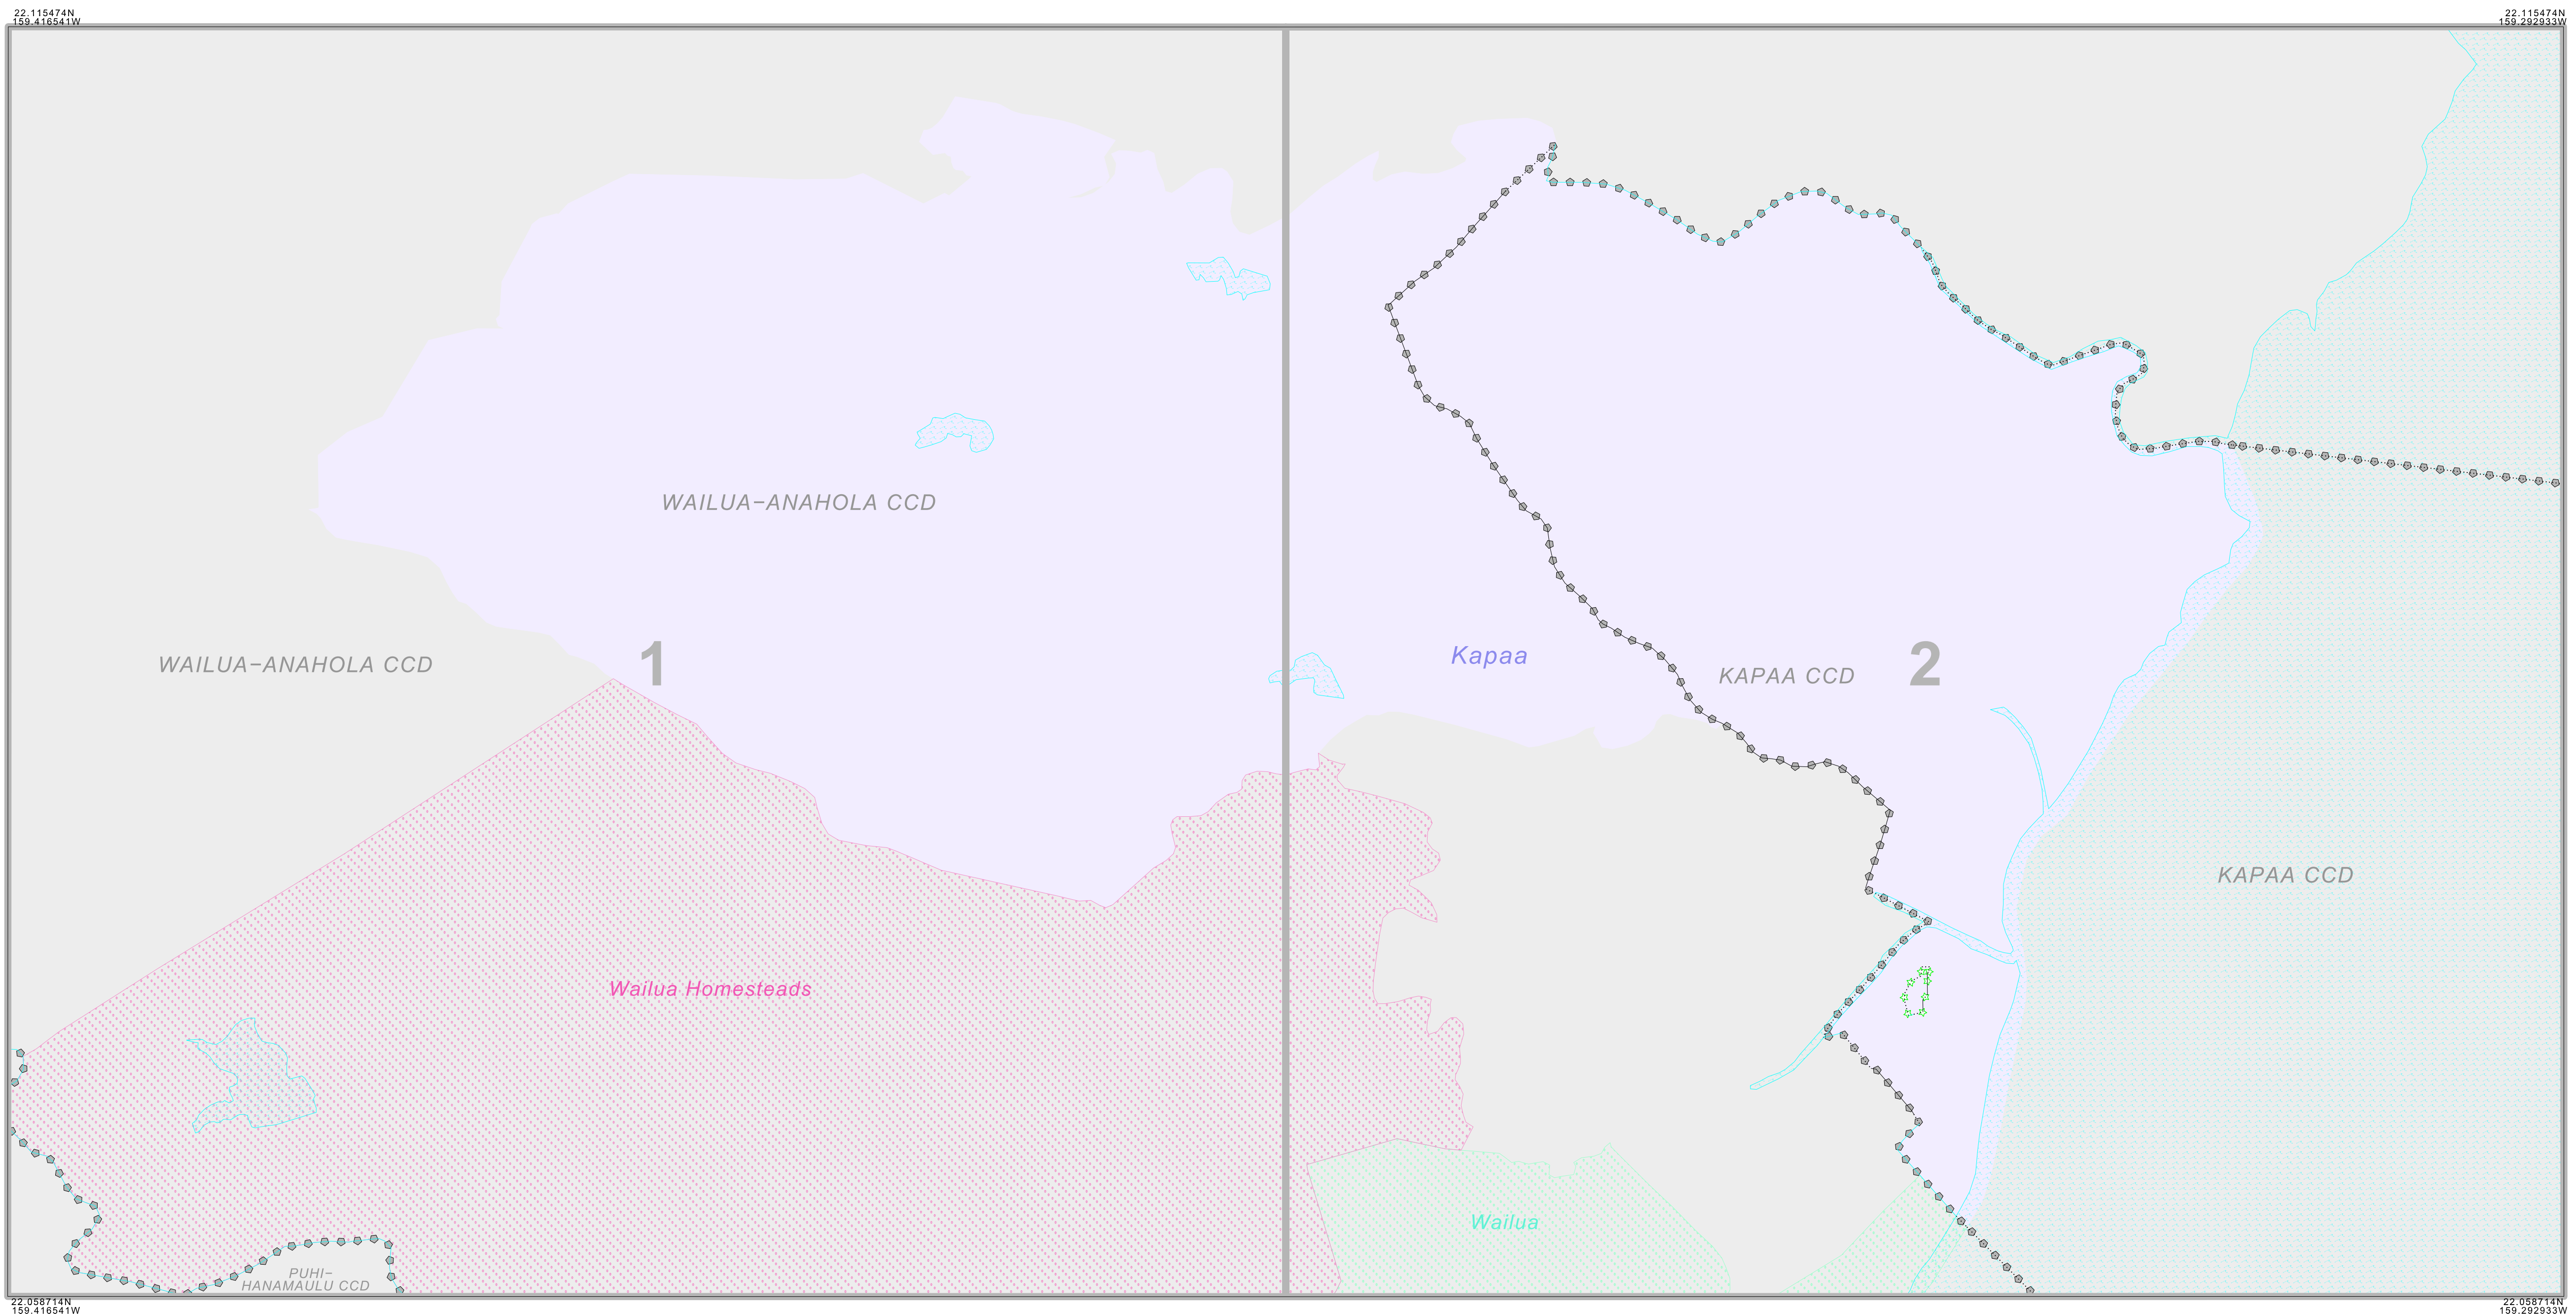 22.115474N
159.416541W
22.115474N
159.292933W
WAILUA-ANAHOLA CCD
WAILUA-ANAHOLA CCD
1
Kapaa
KAPAA CCD
2
KAPAA CCD
Wailua Homesteads
Wailua
PUHI-
HANAMAULU CCD
22.058714N
159.416541W
22.058714N
159.292933W